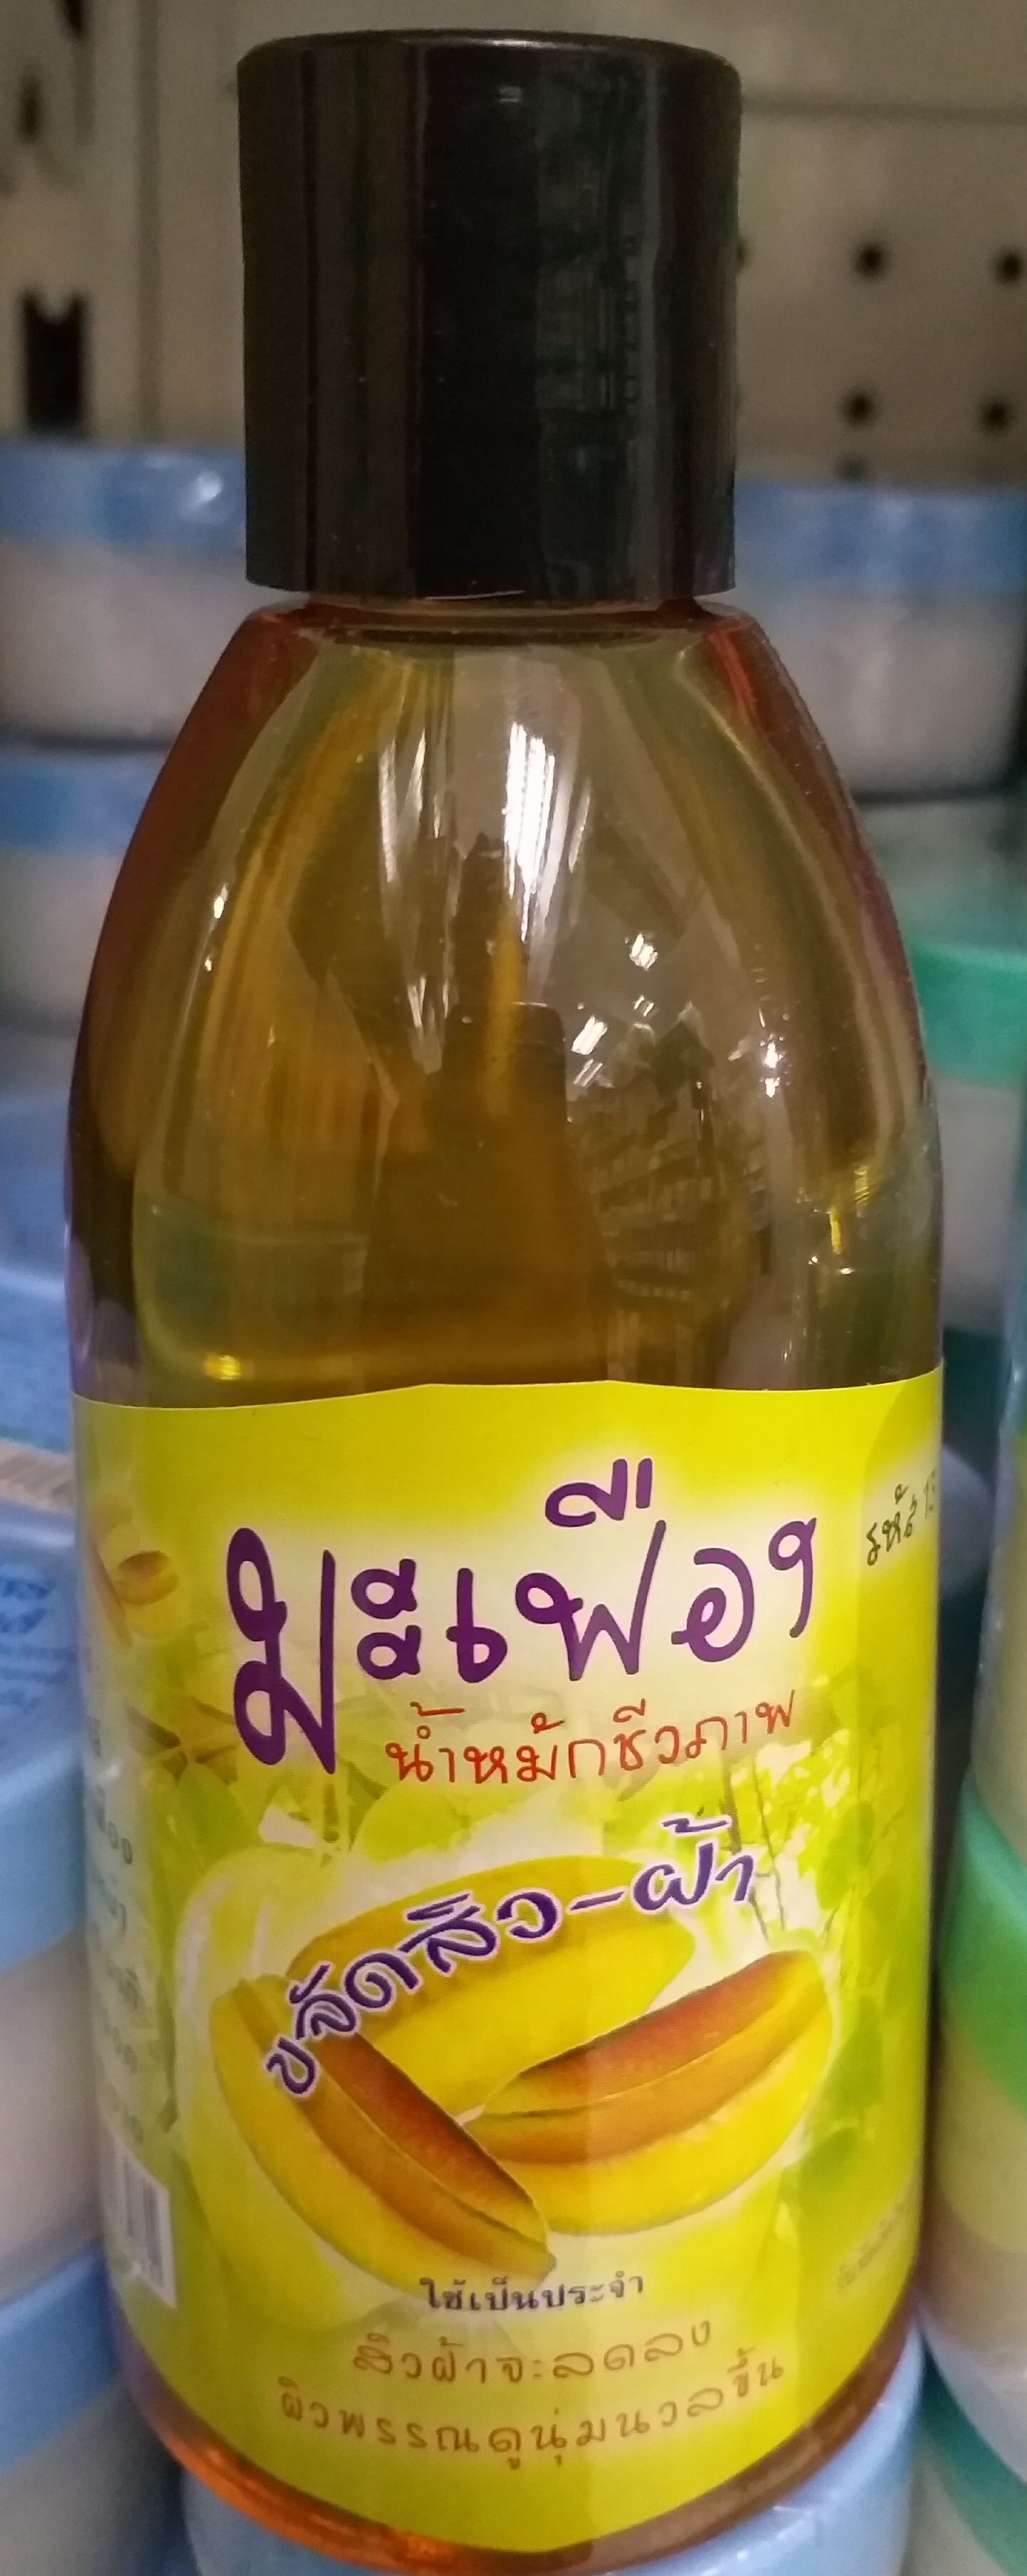 มะเฟือง
น้ำหมักชีวภาพ
ขจัดสิว-ฝ้า
ใช้เป็นประจำ
สิวฝ้าจะลดลง
ผิวพรรณดูนุ่มนวลขึ้น
รหัส